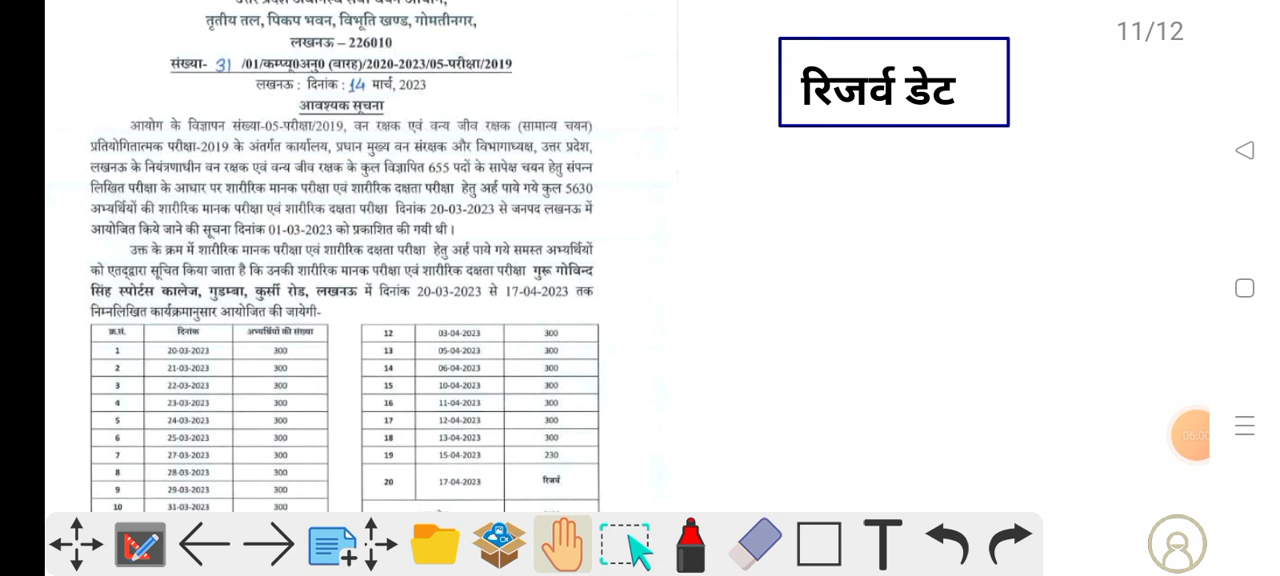 तृतीय तल, पिकप भवन, विभूति खण्ड, गोमतीनगर,
लखनऊ – 226010
संख्या- 31 /01/कम्प्यू0अनु0 (बारह)/2020-2023/05-परीक्षा/2019
लखनऊ : दिनांक : 14 मार्च, 2023
आवश्यक सूचना
आयोग के विज्ञापन संख्या-05-परीक्षा/2019, वन रक्षक एवं वन्य जीव रक्षक (सामान्य चयन)
प्रतियोगितात्मक परीक्षा-2019 के अंतर्गत कार्यालय, प्रधान मुख्य वन संरक्षक और विभागाध्यक्ष, उत्तर प्रदेश,
लखनऊ के नियंत्रणाधीन वन रक्षक एवं वन्य जीव रक्षक के कुल विज्ञापित 655 पदों के सापेक्ष चयन हेतु संपन्न
लिखित परीक्षा के आधार पर शारीरिक मानक परीक्षा एवं शारीरिक दक्षता परीक्षा हेतु अर्ह पाये गये कुल 5630
अभ्यर्थियों की शारीरिक मानक परीक्षा एवं शारीरिक दक्षता परीक्षा दिनांक 20-03-2023 से जनपद लखनऊ में
आयोजित किये जाने की सूचना दिनांक 01-03-2023 को प्रकाशित की गयी थी।
उक्त के क्रम में शारीरिक मानक परीक्षा एवं शारीरिक दक्षता परीक्षा हेतु अर्ह पाये गये समस्त अभ्यर्थियों
को एतद्द्वारा सूचित किया जाता है कि उनकी शारीरिक मानक परीक्षा एवं शारीरिक दक्षता परीक्षा गुरू गोविन्द
सिंह स्पोर्टस कालेज, गुडम्बा, कुर्सी रोड, लखनऊ में दिनांक 20-03-2023 से 17-04-2023 तक
निम्नलिखित कार्यक्रमानुसार आयोजित की जायेगी-
क्र.सं. दिनांक अभ्यर्थियों की संख्या
1 20-03-2023 300
2 21-03-2023 300
3 22-03-2023 300
4 23-03-2023 300
5 24-03-2023 300
6 25-03-2023 300
7 27-03-2023 300
8 28-03-2023 300
9 29-03-2023 300
10 31-03-2023 300
12 03-04-2023 300
13 05-04-2023 300
14 06-04-2023 300
15 10-04-2023 300
16 11-04-2023 300
17 12-04-2023 300
18 13-04-2023 300
19 15-04-2023 230
20 17-04-2023 रिजर्व
11/12
रिजर्व डेट
06:00